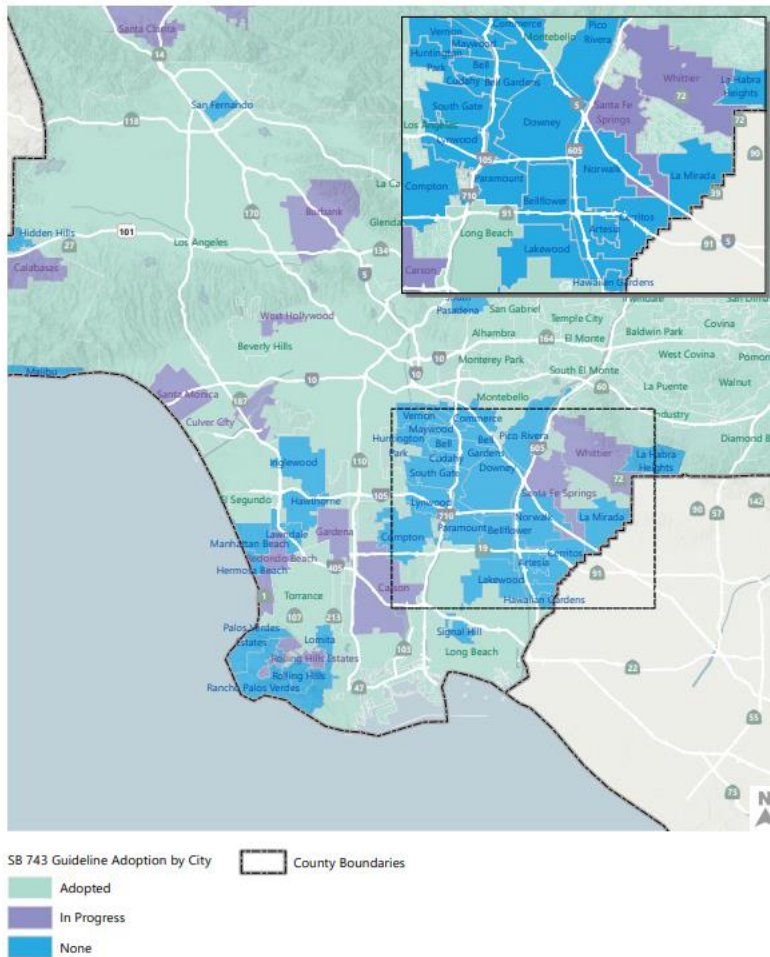 Santa Clarita
14
San Fernando
118
Hidden Hills
27
101
Calabasas
170
Burbank
La Ca
Glenda
134
Los Angeles
5
West Hollywood
Beverly Hills
Malibu
Santa Monica
187
Culver City
10
10
10
110
Pasadena
San Gabriel
Alhambra
Temple City
164
El Monte
Monterey Park
Irwindale
San Dim
Baldwin Park
Covina
West Covina
Pomo
South El Monte
60
La Puente
Walnut
Montebello
Industry
Diamond B
Vernon
Commerce
Maywood
Huntington
Park
Bell
Bell
Gardens
Cudahy
Pico Rivera
Downey
South Gate
605
Whittier
La Habra
Heights
72
Santa Fe Springs
Inglewood
El Segundo
Hawthorne
105
Lynwood
710
Paramount
Norwalk
La Mirada
Bellflower
Lawndale
Gardena
Compton
19
Cerritos
Artesia
Manhattan Beach
Redondo Beach
Hermosa Beach
405
Carson
Lakewood
Hawaiian Gardens
91
90
57
142
1
Torrance
107
213
Signal Hill
Long Beach
Palos Verdes
Estates
Lomita
Rolling Hills Estates
Rolling Hills
Rancho Palos Verdes
103
47
22
55
73
Vernon
Commerce
Pico
Rivera
Montebello
Maywood
Huntington
Park
Bell
Cudahy
Bell Gardens
Whittier
La Habra
Heights
72
72
South Gate
5
Santa Fe
Springs
Downey
Los Angeles
Lynwood
605
90
105
Norwalk
La Mirada
Compton
Paramount
710
Bellflower
39
91
Cerritos
Long Beach
Artesia
91
5
Lakewood
Carson
Hawaiian Gardens
N
SB 743 Guideline Adoption by City
County Boundaries
Adopted
In Progress
None